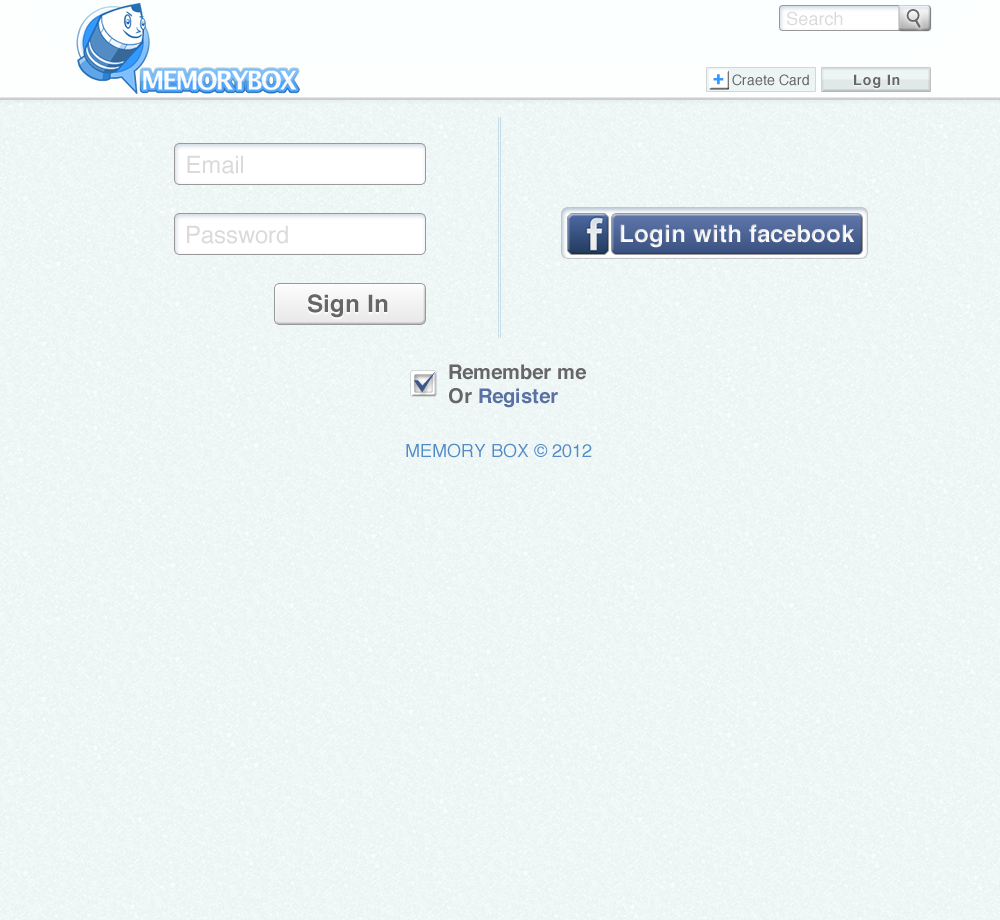 Search
MEMORYBOX
Craete Card
Log In
Email
Password
Sign In
f Login with facebook
Remember me
Or Register
MEMORY BOX © 2012